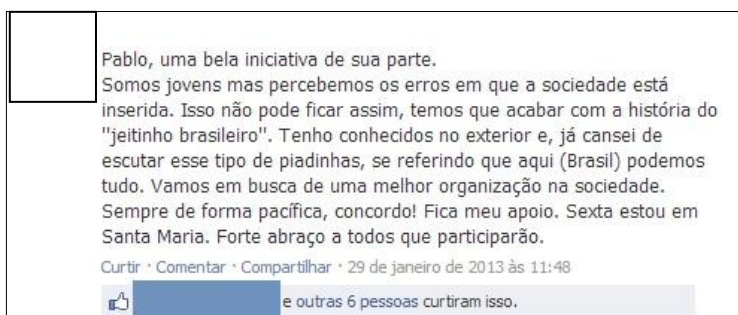 Pablo, uma bela iniciativa de sua parte.
Somos jovens mas percebemos os erros em que a sociedade está
inserida. Isso não pode ficar assim, temos que acabar com a história do
"jeitinho brasileiro". Tenho conhecidos no exterior e, já cansei de
escutar esse tipo de piadinhas, se referindo que aqui (Brasil) podemos
tudo. Vamos em busca de uma melhor organização na sociedade.
Sempre de forma pacífica, concordo! Fica meu apoio. Sexta estou em
Santa Maria. Forte abraço a todos que participarão.
Curtir · Comentar · Compartilhar · 29 de janeiro de 2013 às 11:48
e outras 6 pessoas curtiram isso.